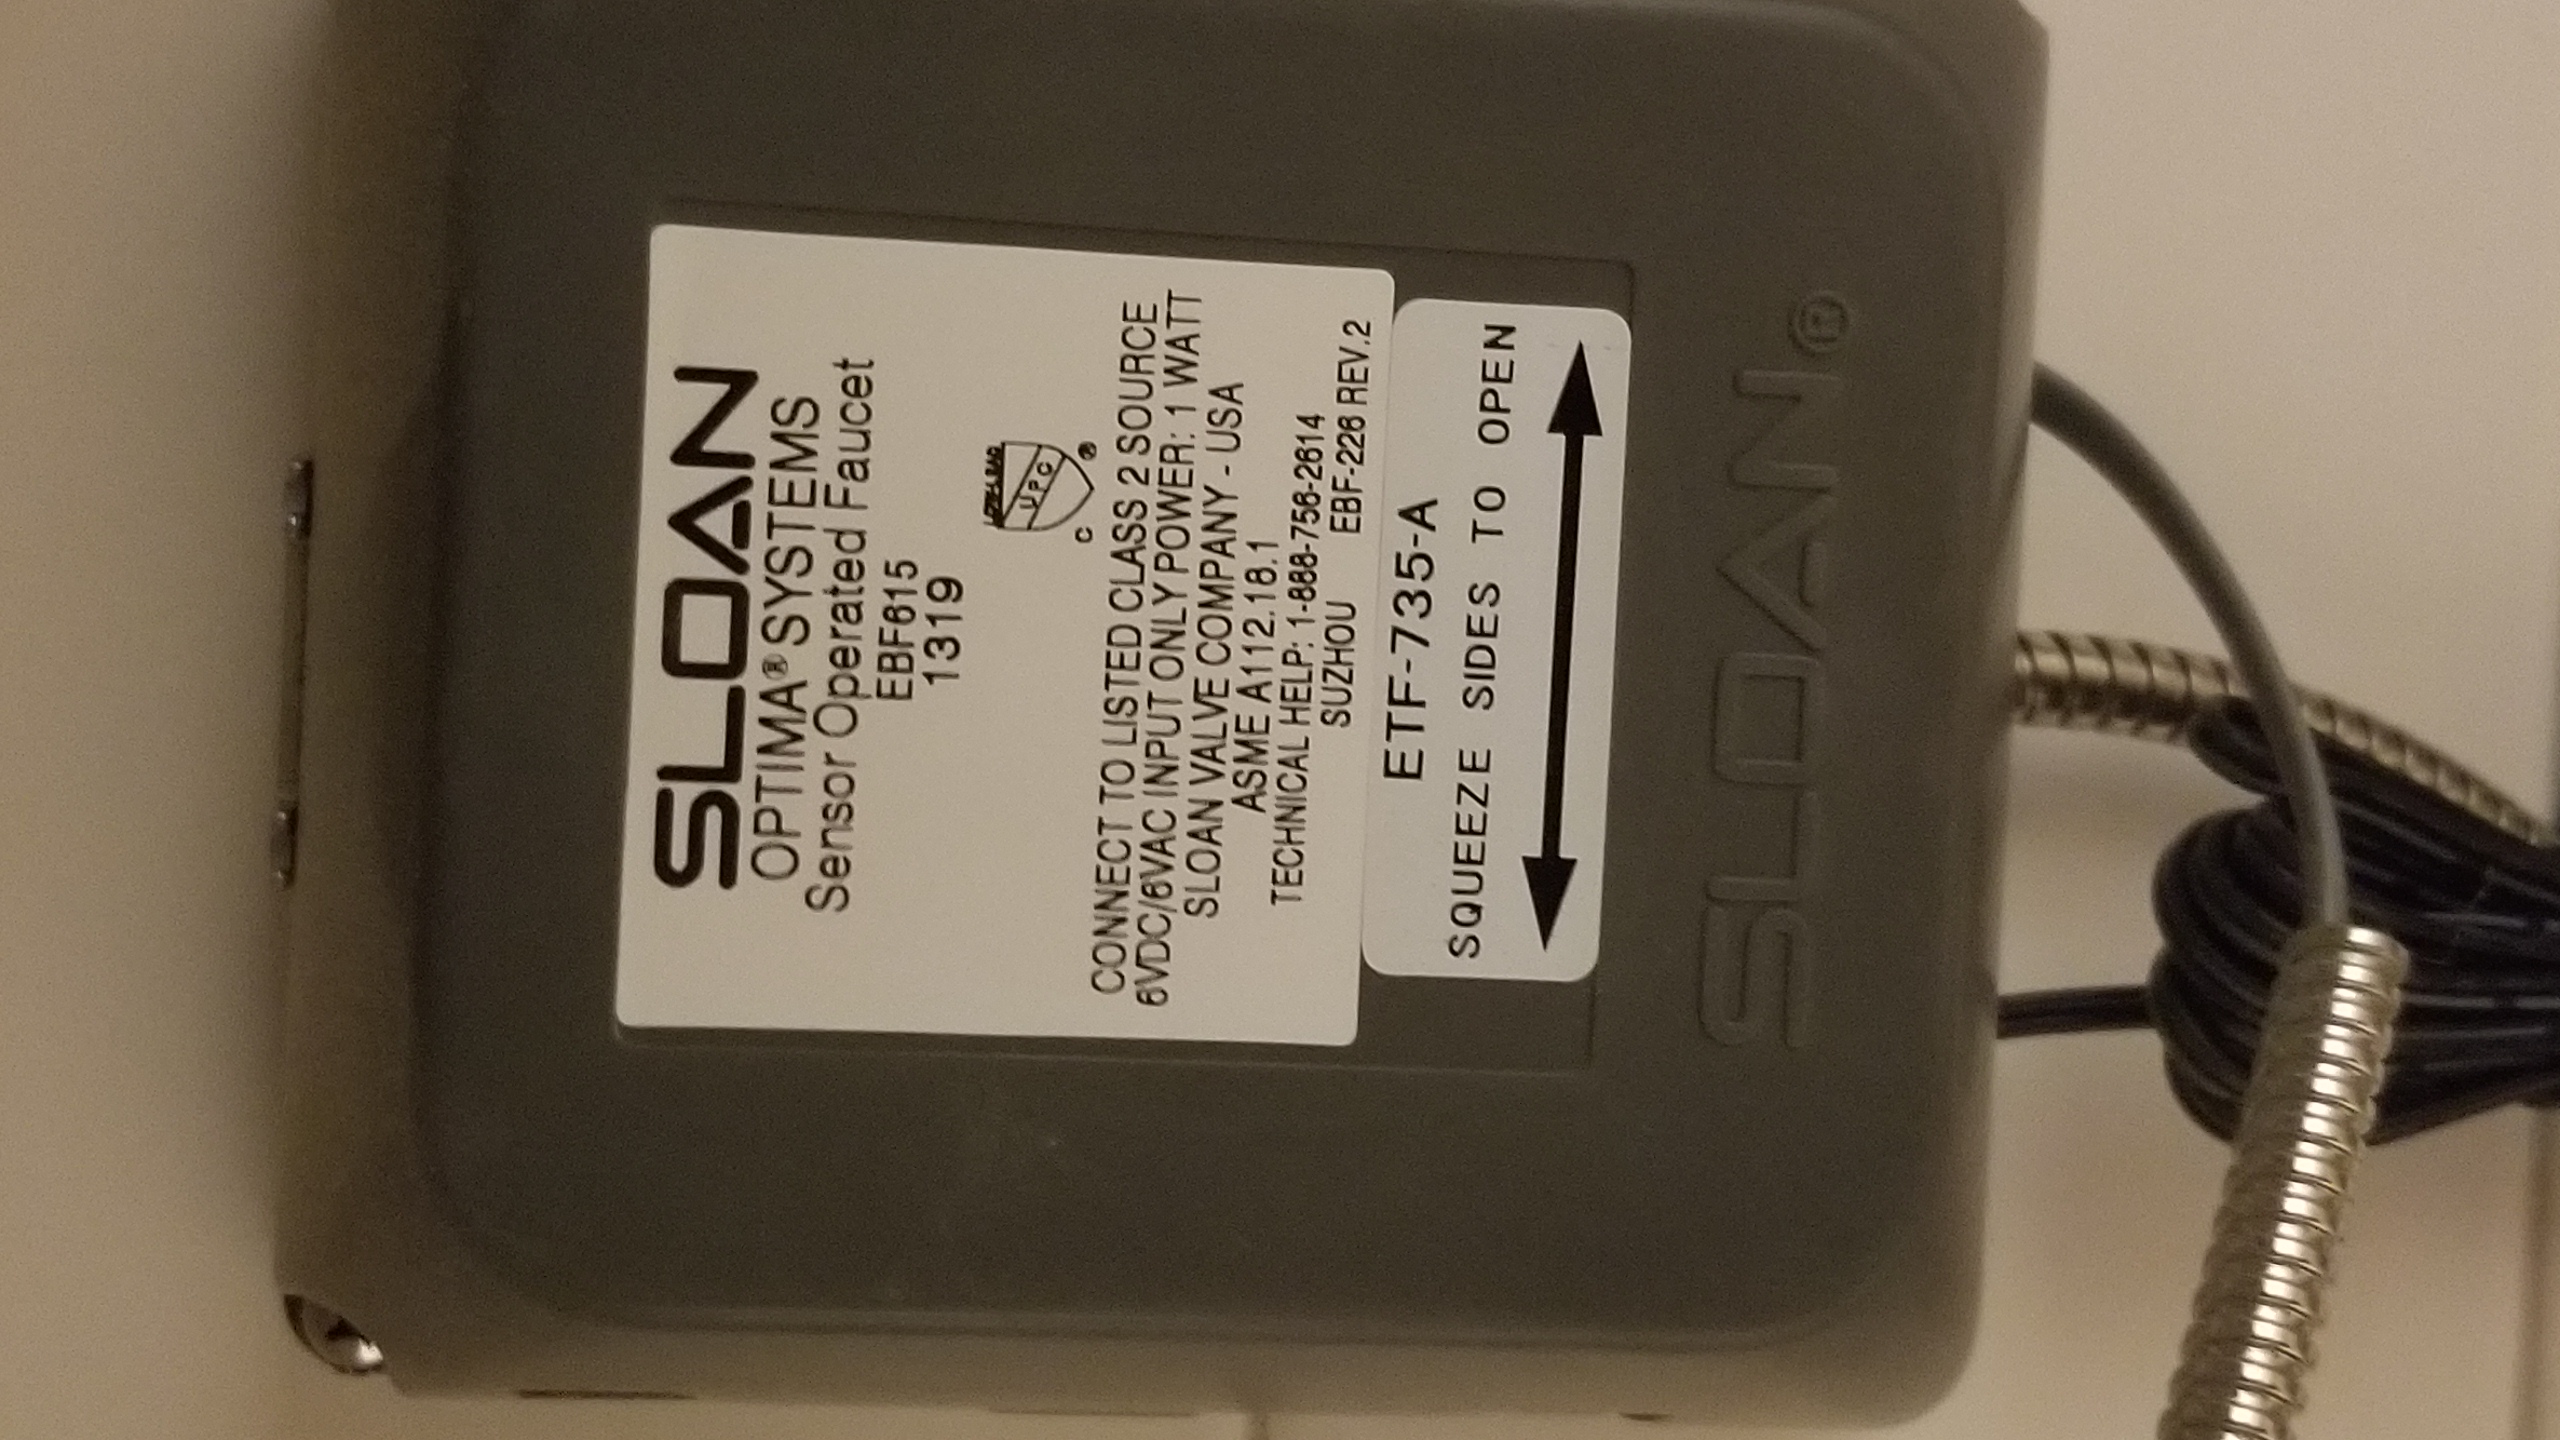 SLOAN
OPTIMA® SYSTEMS
Sensor Operated Faucet
EBF615
1319
UPC
C ®
CONNECT TO LISTED CLASS 2 SOURCE
6VDC/6VAC INPUT ONLY POWER: 1 WATT
SLOAN VALVE COMPANY - USA
ASME A112.18.1
TECHNICAL HELP: 1-888-756-2614
SUZHOU
EBF-226 REV.2
ETF-735-A
SQUEEZE SIDES TO OPEN
SLOAN®